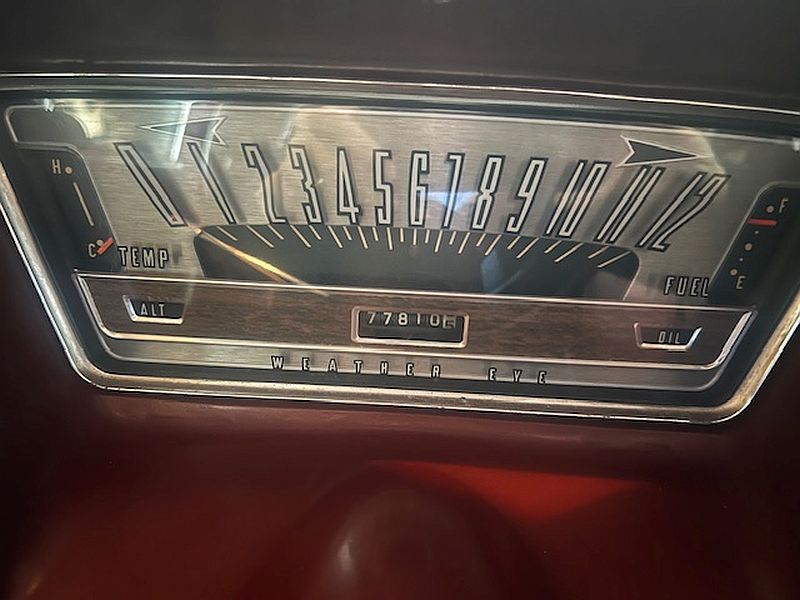 0 1 2 3 4 5 6 7 8 9 10 11 12
H
C TEMP
F
FUEL E
ALT
77810
OIL
WEATHER EYE